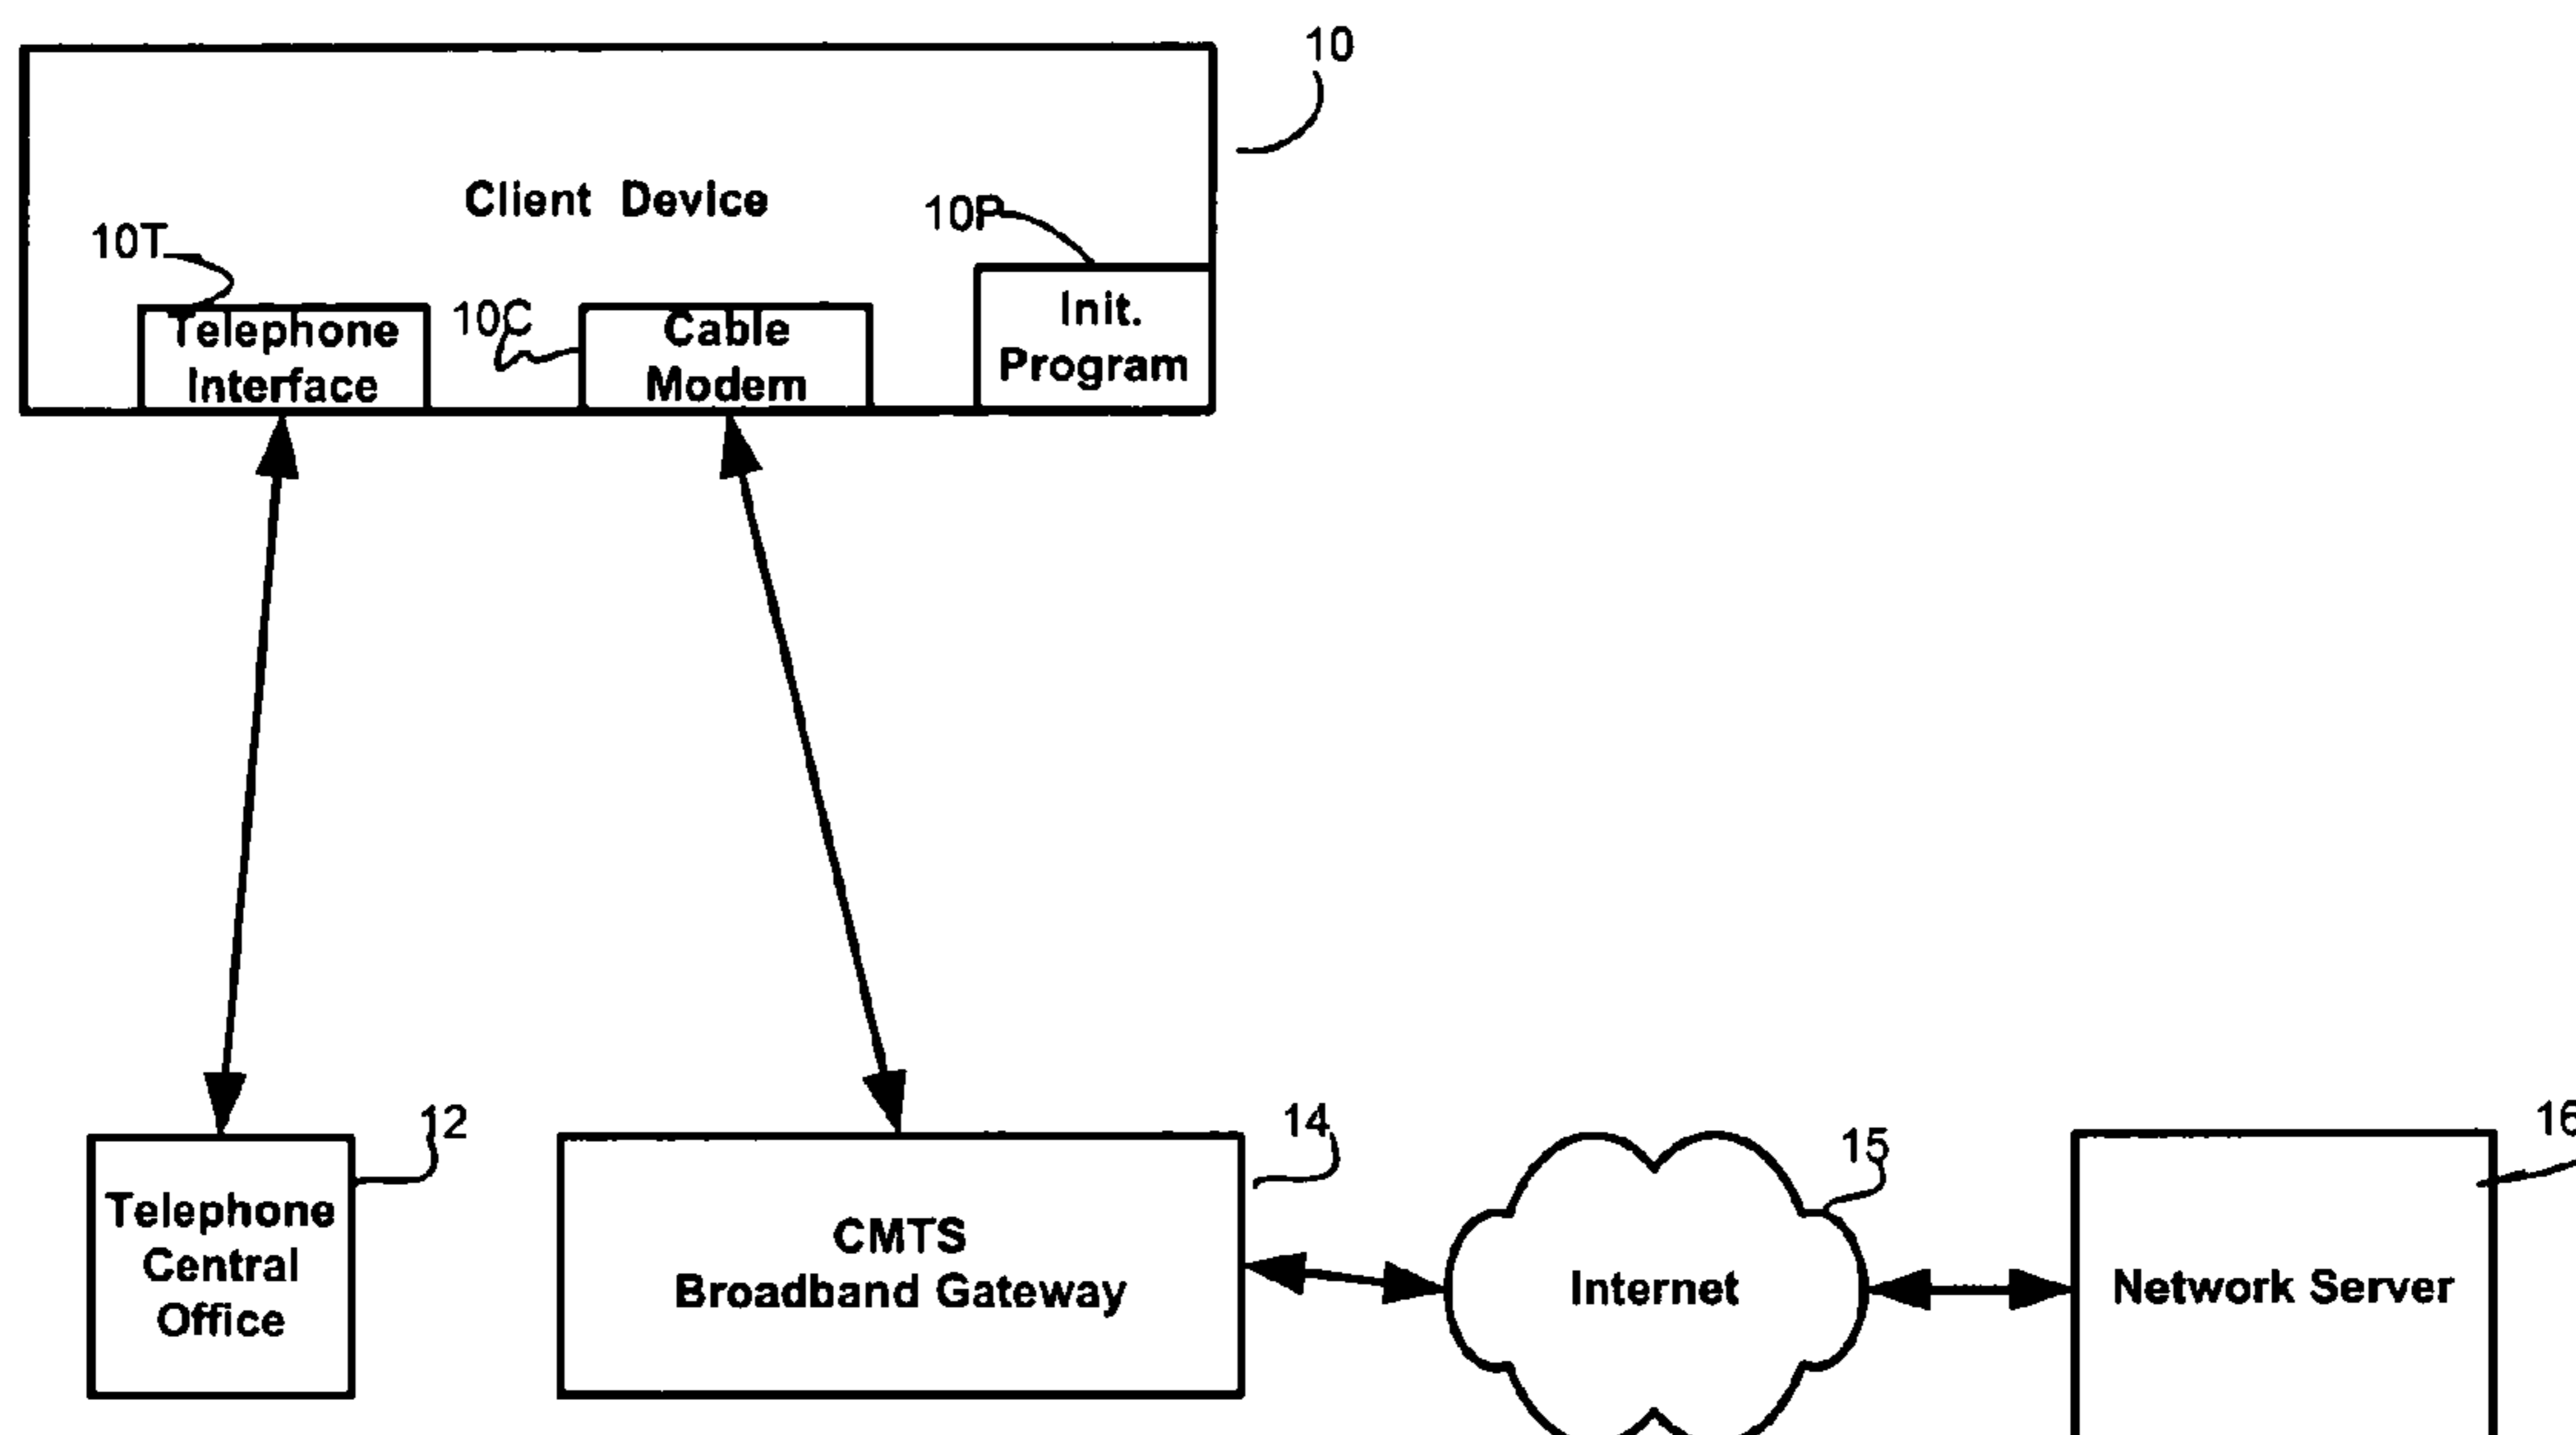 10
Client Device
10T
10P
10C
Telephone
Interface
Cable
Modem
Init.
Program
12
14
15
16
Telephone
Central
Office
CMTS
Broadband Gateway
Internet
Network Server